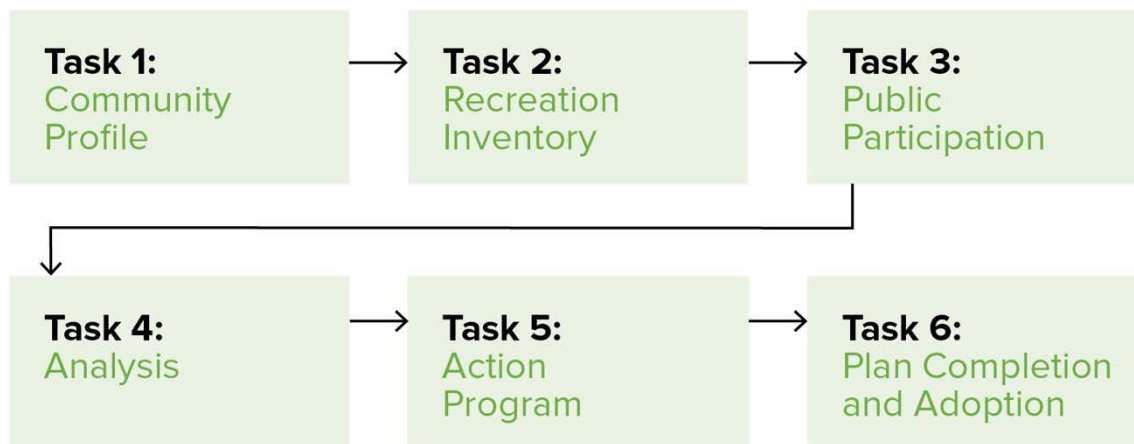 Task 1:
Community
Profile
Task 2:
Recreation
Inventory
Task 3:
Public
Participation
Task 4:
Analysis
Task 5:
Action
Program
Task 6:
Plan Completion
and Adoption